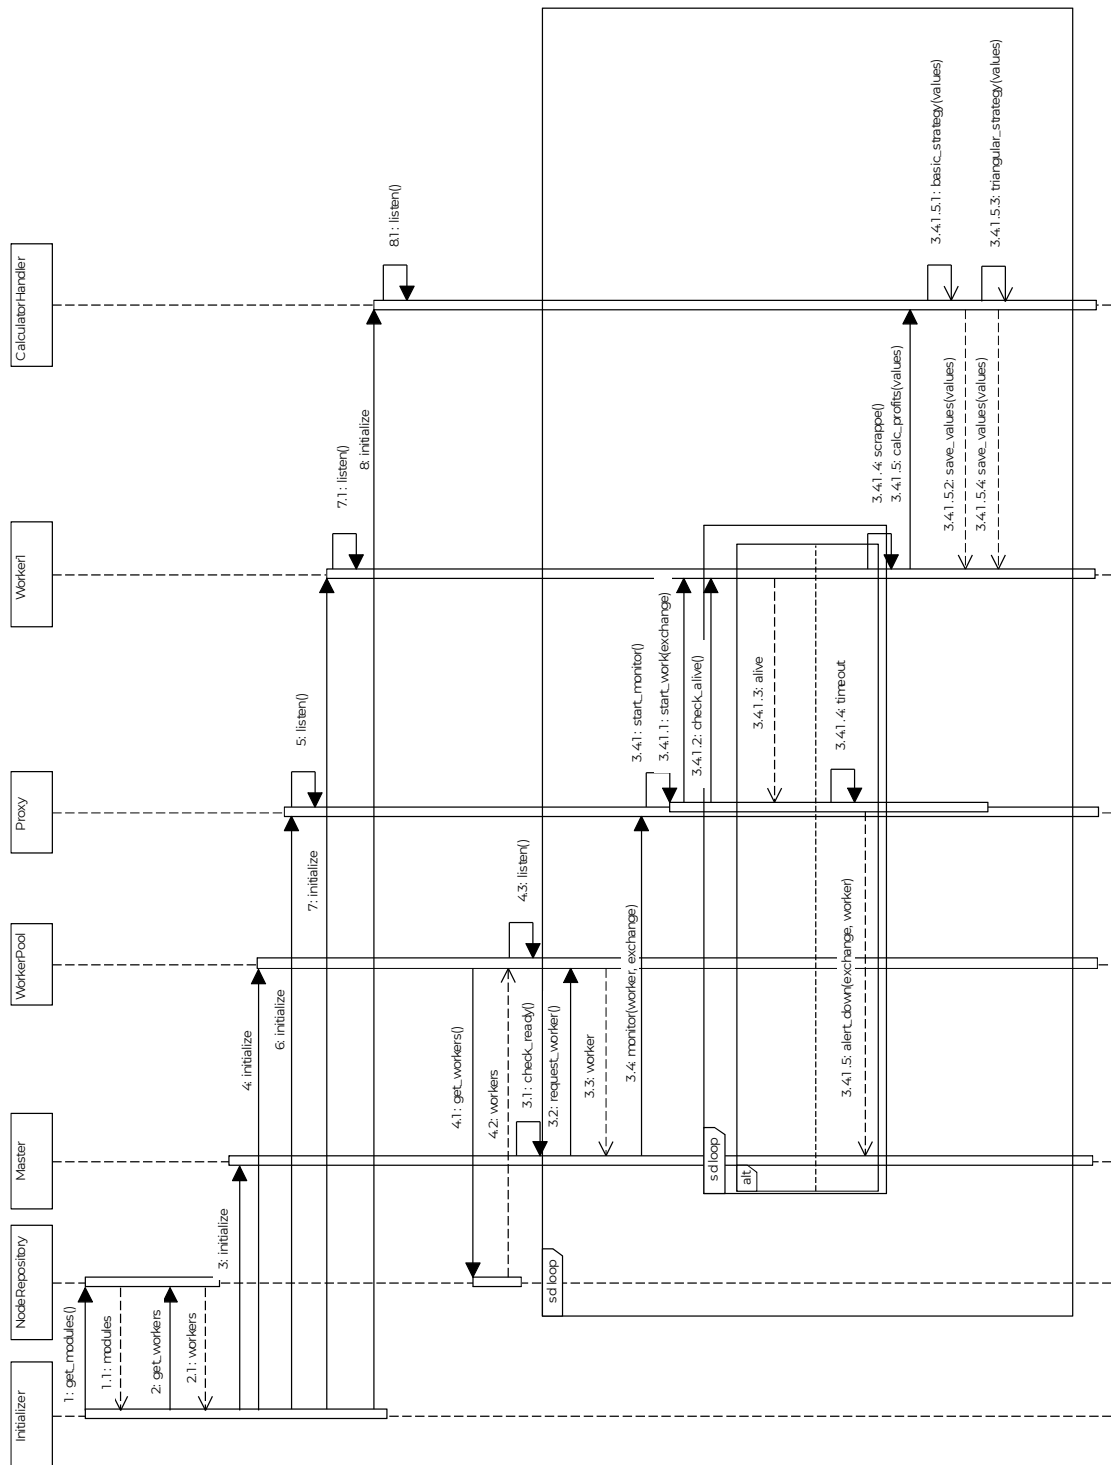 Initializer
NodeRepository
Master
WorkerPool
Proxy
Worker1
CalculatorHandler
1: get_modules()
1.1: modules
2: get_workers
2.1: workers
3: initialize
4: initialize
6: initialize
5: listen()
7: initialize
7.1: listen()
8: initialize
8.1: listen()
4.1: get_workers()
4.2: workers
4.3: listen()
3.1: check_ready()
sd loop
3.2: request_worker()
3.3: worker
3.4: monitor(worker, exchange)
3.4.1: start_monitor()
3.4.1.1: start_work(exchange)
3.4.1.2: check_alive()
sd loop
alt
3.4.1.3: alive
3.4.1.4: timeout
3.4.1.5: alert_down(exchange, worker)
3.4.1.4: scrappe()
3.4.1.5: calc_profits(values)
3.4.1.5.1: basic_strategy(values)
3.4.1.5.2: save_values(values)
3.4.1.5.3: triangular_strategy(values)
3.4.1.5.4: save_values(values)